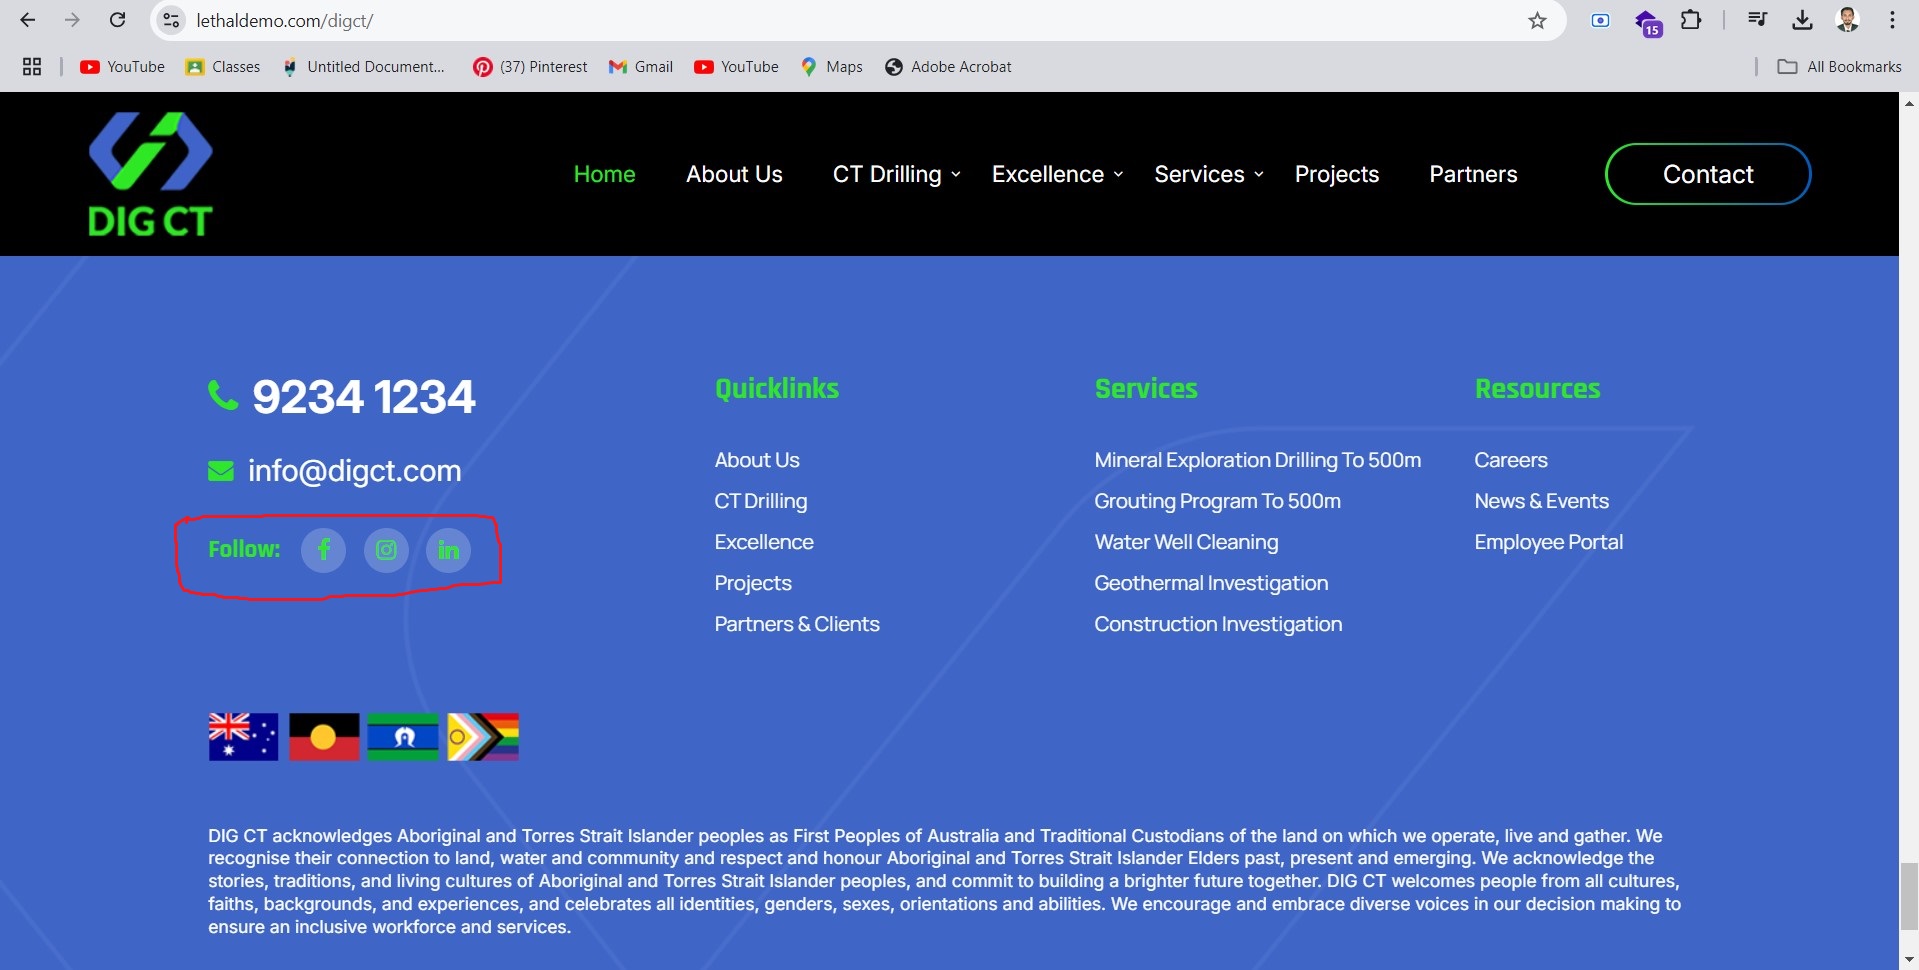 lethaldemo.com/digct/
15
YouTube
Classes
Untitled Document...
(37) Pinterest
Gmail
YouTube
Maps
Adobe Acrobat
All Bookmarks
DIG CT
Home
About Us
CT Drilling
Excellence
Services
Projects
Partners
Contact
9234 1234
info@digct.com
Follow:
Quicklinks
About Us
CT Drilling
Excellence
Projects
Partners & Clients
Services
Mineral Exploration Drilling To 500m
Grouting Program To 500m
Water Well Cleaning
Geothermal Investigation
Construction Investigation
Resources
Careers
News & Events
Employee Portal
DIG CT acknowledges Aboriginal and Torres Strait Islander peoples as First Peoples of Australia and Traditional Custodians of the land on which we operate, live and gather. We
recognise their connection to land, water and community and respect and honour Aboriginal and Torres Strait Islander Elders past, present and emerging. We acknowledge the
stories, traditions, and living cultures of Aboriginal and Torres Strait Islander peoples, and commit to building a brighter future together. DIG CT welcomes people from all cultures,
faiths, backgrounds, and experiences, and celebrates all identities, genders, sexes, orientations and abilities. We encourage and embrace diverse voices in our decision making to
ensure an inclusive workforce and services.